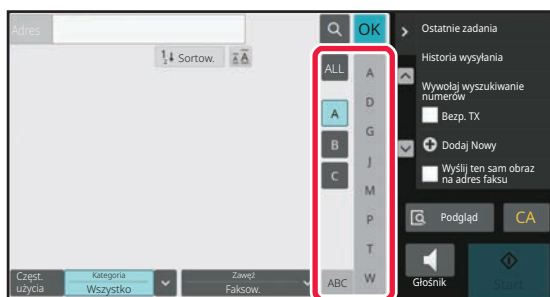 Adres
OK
Ostatnie zadania
Sortow.
Historia wysyłania
ALL
A
Wywołaj wyszukiwanie
numerów
A
D
Bezp. TX
B
G
Dodaj Nowy
C
J
Wyślij ten sam obraz
na adres faksu
M
P
Podgląd
CA
T
Częst.
użycia
Kategoria
Wszystko
Zawęź
Faksow.
ABC
W
Głośnik
Start